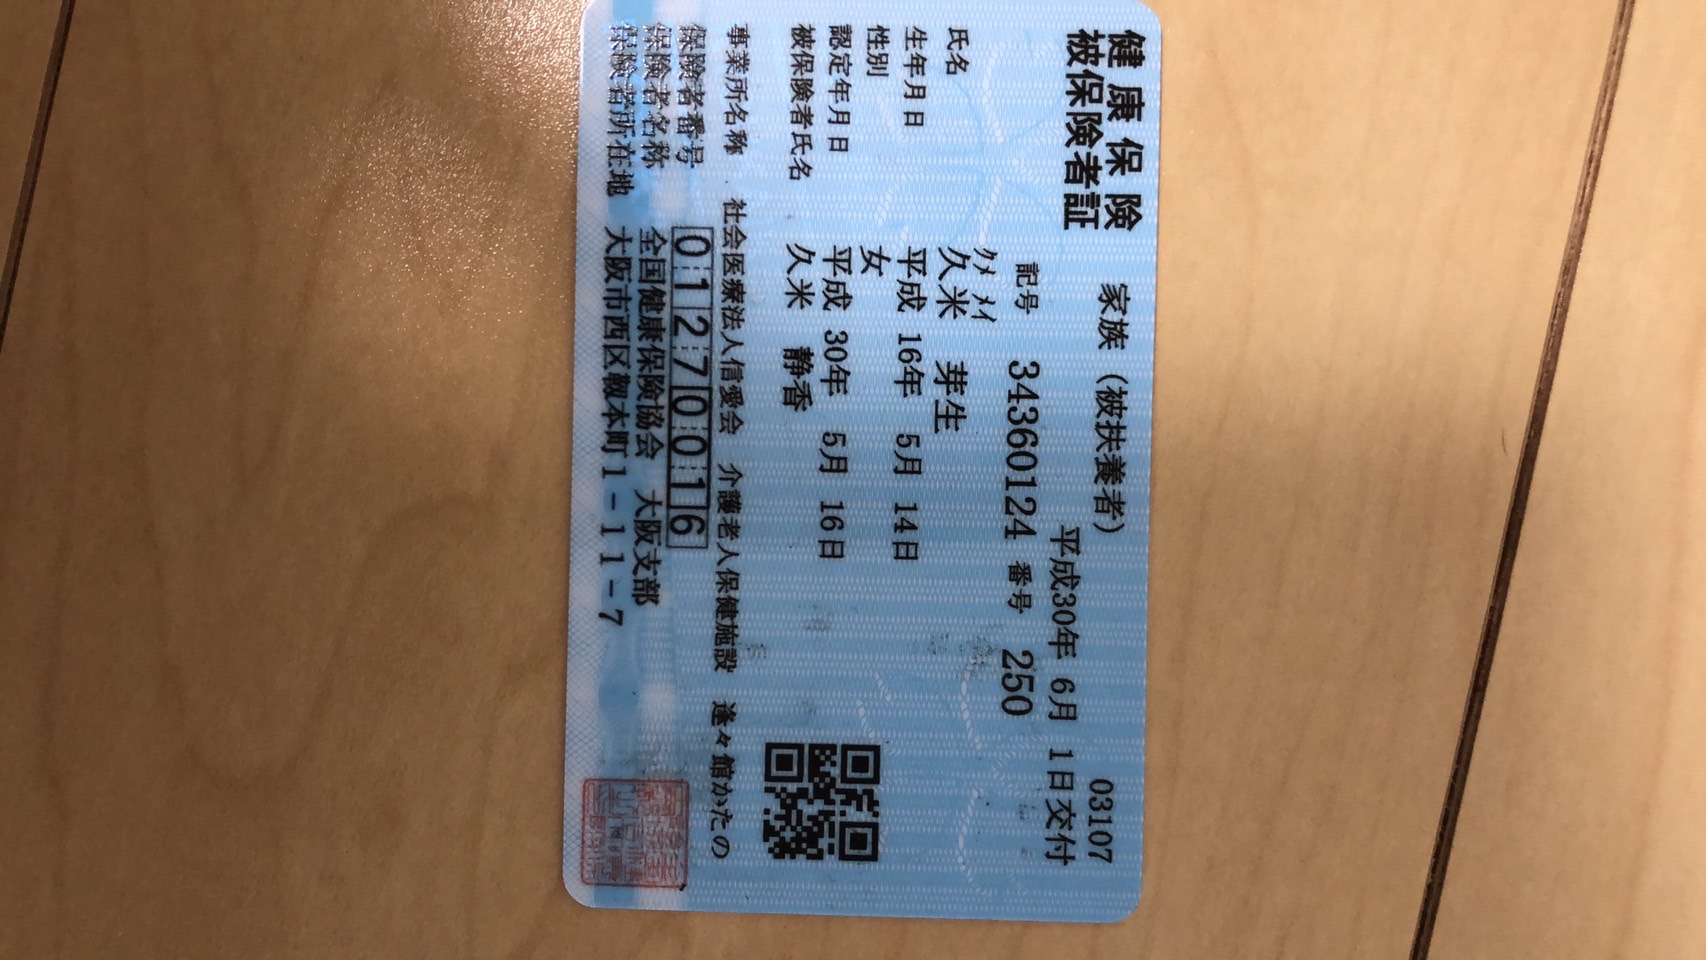 健康保険 家族(被扶養者) 03107
被保険者証 平成30年 6月 1日交付
記号 34360124 番号 250
クメ メイ
氏名 久米 芽生
生年月日 平成 16年 5月 14日
性別 女
認定年月日 平成 30年 5月 16日
被保険者氏名 久米 静香
事業所名称 社会医療法人信愛会 介護老人保健施設 逢々館かたの
保険者番号 01270016
保険者名称 全国健康保険協会 大阪支部
保険者所在地 大阪市西区靱本町1-11-7